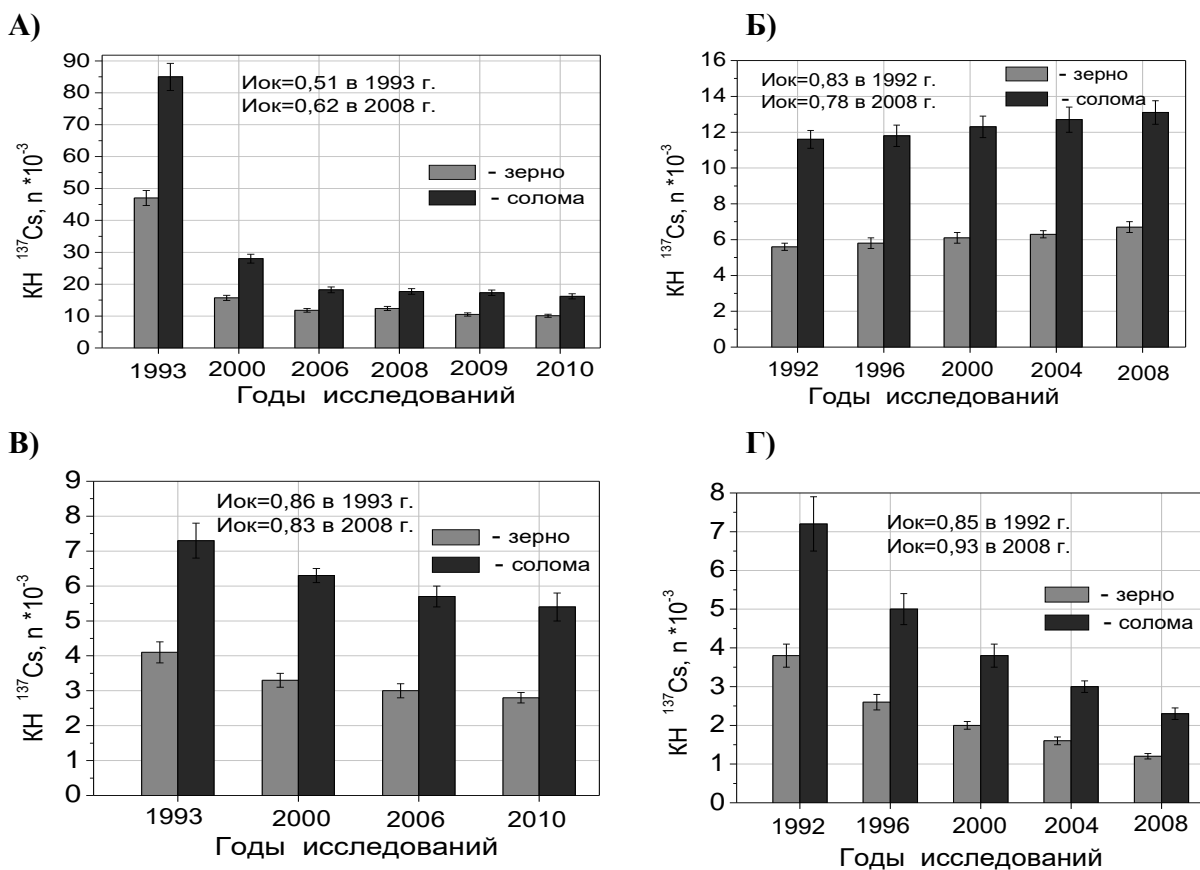 А)
90
80
70
60
50
40
30
20
10
0
КН ¹³⁷Cs, n *10⁻³
Иок=0,51 в 1993 г.
Иок=0,62 в 2008 г.
- зерно
- солома
1993 2000 2006 2008 2009 2010
Годы исследований
Б)
16
14
12
10
8
6
4
2
0
КН ¹³⁷Cs, n *10⁻³
Иок=0,83 в 1992 г.
Иок=0,78 в 2008 г.
- зерно
- солома
1992 1996 2000 2004 2008
Годы исследований
В)
9
8
7
6
5
4
3
2
1
0
КН ¹³⁷Cs, n *10⁻³
Иок=0,86 в 1993 г.
Иок=0,83 в 2008 г.
- зерно
- солома
1993 2000 2006 2010
Годы исследований
Г)
8
7
6
5
4
3
2
1
0
КН ¹³⁷Cs, n *10⁻³
Иок=0,85 в 1992 г.
Иок=0,93 в 2008 г.
- зерно
- солома
1992 1996 2000 2004 2008
Годы исследований